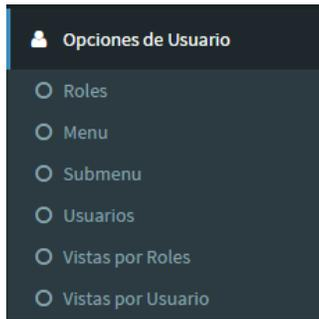 Opciones de Usuario
Roles
Menu
Submenu
Usuarios
Vistas por Roles
Vistas por Usuario